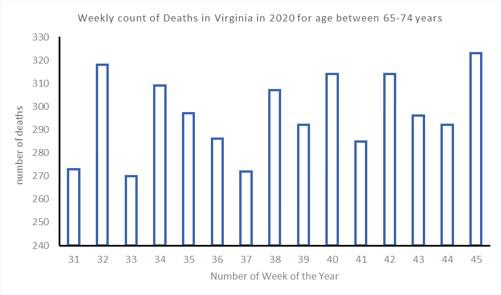 Weekly count of Deaths in Virginia in 2020 for age between 65-74 years
330
320
310
300
290
280
270
260
250
240
number of deaths
31 32 33 34 35 36 37 38 39 40 41 42 43 44 45
Number of Week of the Year